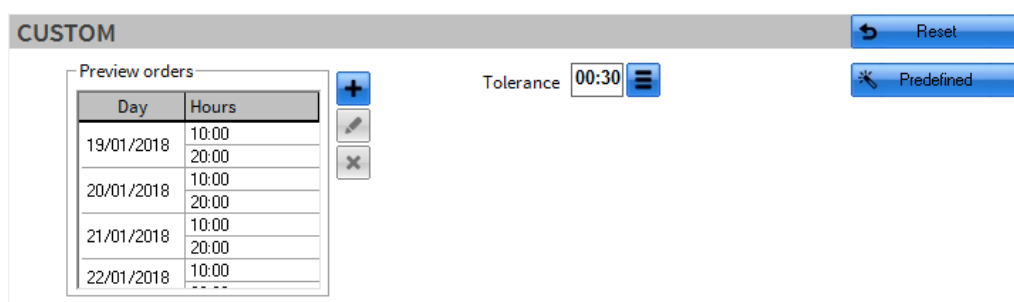 CUSTOM
Reset
Preview orders
Tolerance 00:30
Predefined
Day Hours
19/01/2018 10:00
20:00
20/01/2018 10:00
20:00
21/01/2018 10:00
20:00
22/01/2018 10:00